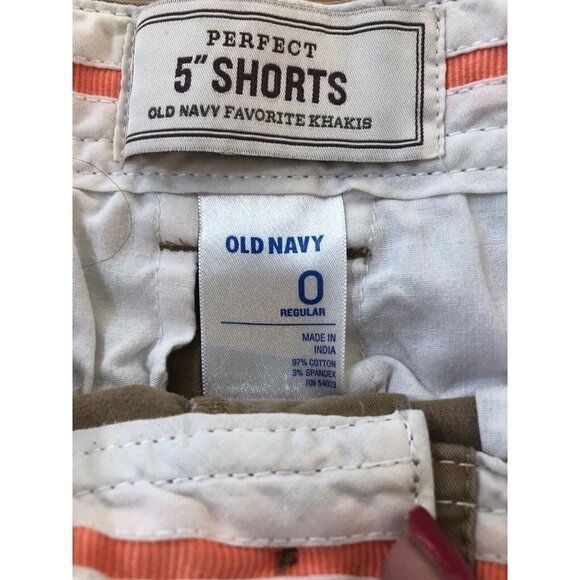 PERFECT
5" SHORTS
OLD NAVY FAVORITE KHAKIS
OLD NAVY
0
REGULAR
MADE IN
INDIA
97% COTTON
3% SPANDEX
RN 54023